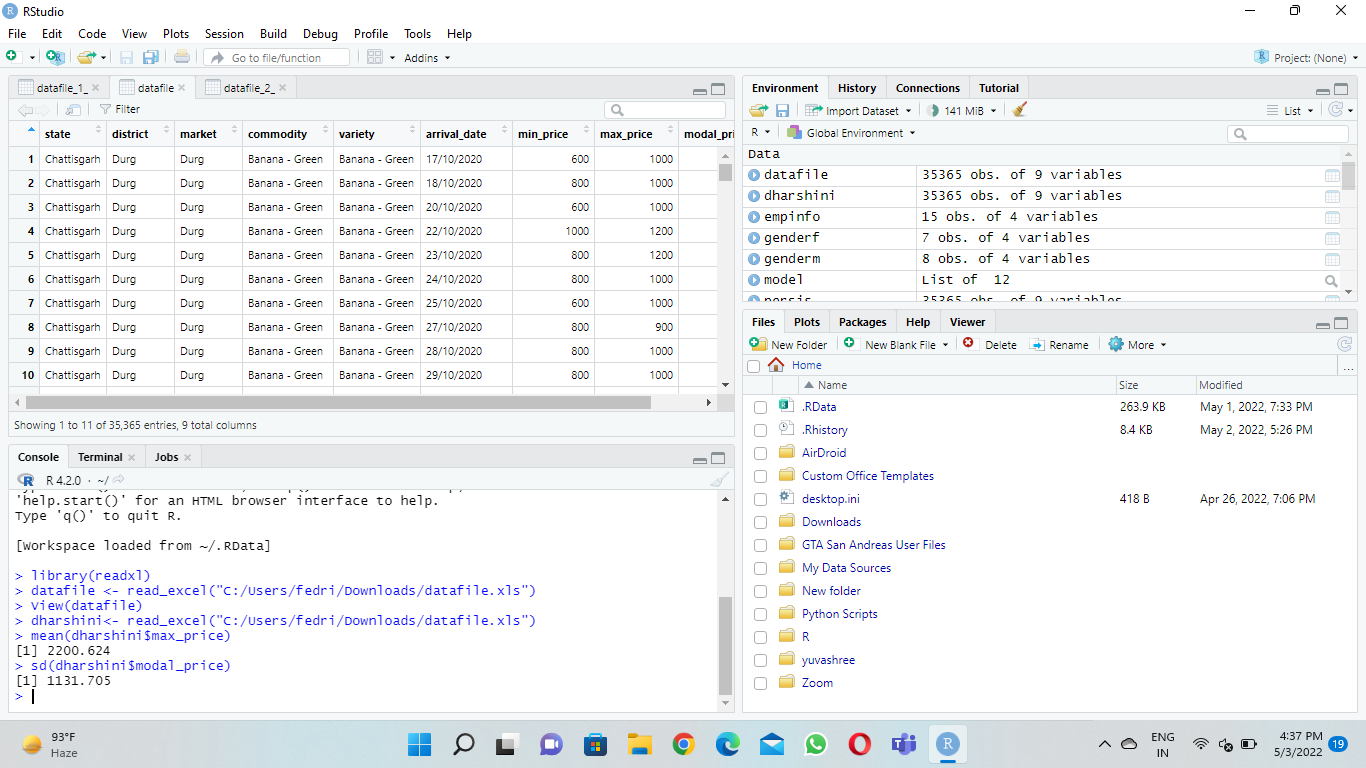 RStudio
File Edit Code View Plots Session Build Debug Profile Tools Help
Go to file/function Addins Project: (None)
datafile_1_ datafile datafile_2_
Filter
state district market commodity variety arrival_date min_price max_price modal_pri
1 Chattisgarh Durg Durg Banana - Green Banana - Green 17/10/2020 600 1000
2 Chattisgarh Durg Durg Banana - Green Banana - Green 18/10/2020 800 1000
3 Chattisgarh Durg Durg Banana - Green Banana - Green 20/10/2020 600 1000
4 Chattisgarh Durg Durg Banana - Green Banana - Green 22/10/2020 1000 1200
5 Chattisgarh Durg Durg Banana - Green Banana - Green 23/10/2020 800 1200
6 Chattisgarh Durg Durg Banana - Green Banana - Green 24/10/2020 800 1000
7 Chattisgarh Durg Durg Banana - Green Banana - Green 25/10/2020 600 1000
8 Chattisgarh Durg Durg Banana - Green Banana - Green 27/10/2020 800 900
9 Chattisgarh Durg Durg Banana - Green Banana - Green 28/10/2020 800 1000
10 Chattisgarh Durg Durg Banana - Green Banana - Green 29/10/2020 800 1000
Showing 1 to 11 of 35,365 entries, 9 total columns
Console Terminal Jobs
R 4.2.0 · ~/
'help.start()' for an HTML browser interface to help.
Type 'q()' to quit R.
[Workspace loaded from ~/.RData]
> library(readxl)
> datafile <- read_excel("C:/Users/fedri/Downloads/datafile.xls")
> View(datafile)
> dharshini<- read_excel("C:/Users/fedri/Downloads/datafile.xls")
> mean(dharshini$max_price)
[1] 2200.624
> sd(dharshini$modal_price)
[1] 1131.705
>
Environment History Connections Tutorial
Import Dataset 141 MiB List
R Global Environment
Data
datafile 35365 obs. of 9 variables
dharshini 35365 obs. of 9 variables
empinfo 15 obs. of 4 variables
genderf 7 obs. of 4 variables
genderm 8 obs. of 4 variables
model List of 12
persis 35365 obs. of 9 variables
Files Plots Packages Help Viewer
New Folder New Blank File Delete Rename More
Home ...
Name Size Modified
.RData 263.9 KB May 1, 2022, 7:33 PM
.Rhistory 8.4 KB May 2, 2022, 5:26 PM
AirDroid
Custom Office Templates
desktop.ini 418 B Apr 26, 2022, 7:06 PM
Downloads
GTA San Andreas User Files
My Data Sources
New folder
Python Scripts
R
yuvashree
Zoom
93°F
Haze
ENG
IN
4:37 PM
5/3/2022
19